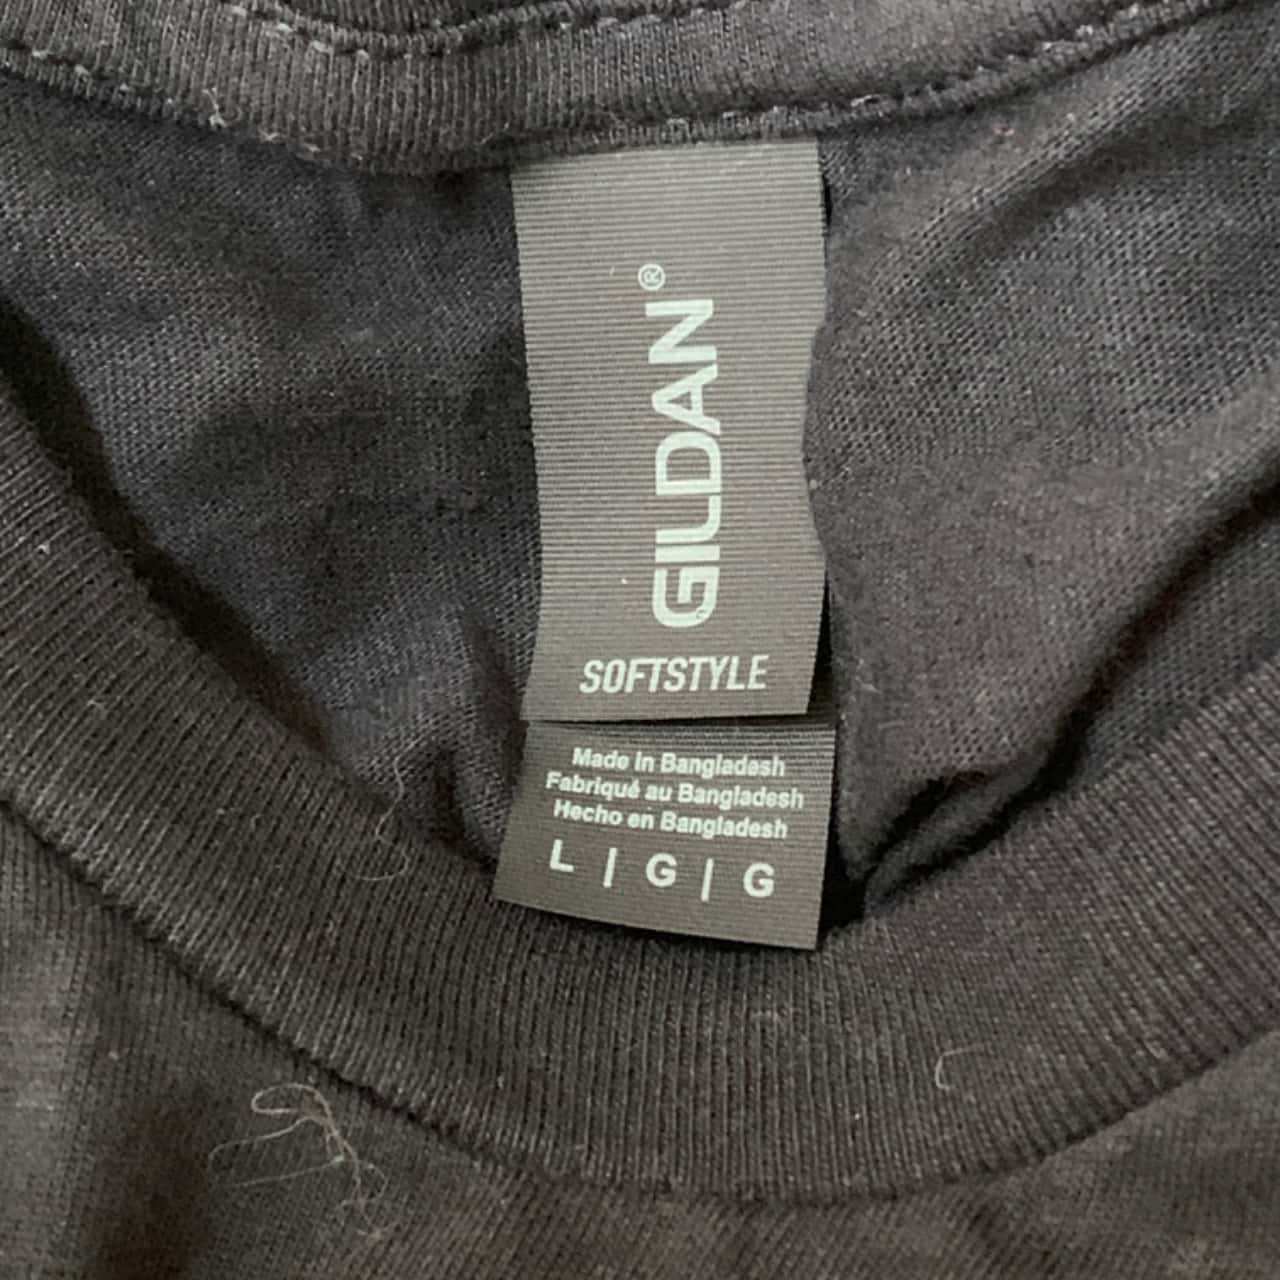 GILDAN®
SOFTSTYLE
Made in Bangladesh
Fabriqué au Bangladesh
Hecho en Bangladesh
L | G | G